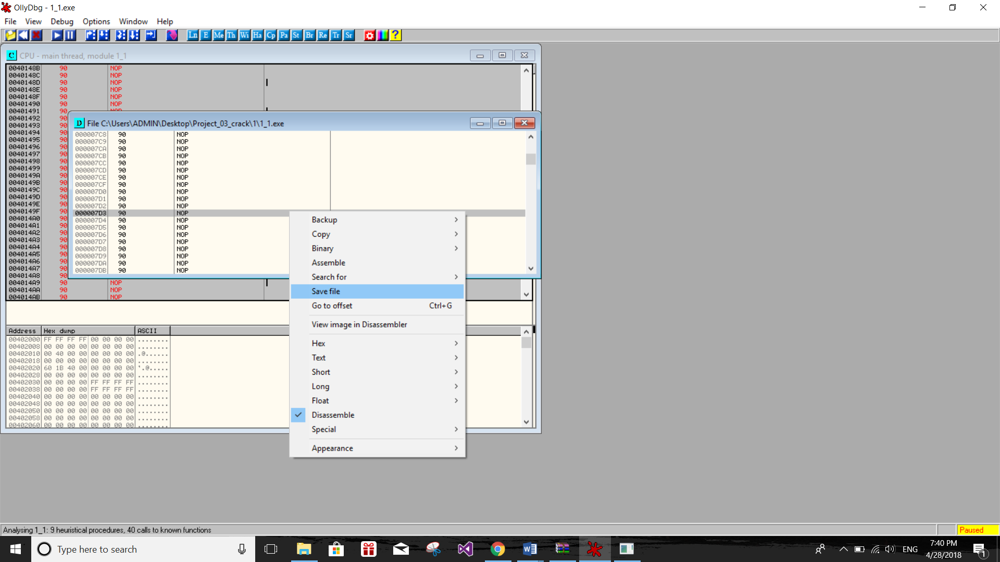 OllyDbg - 1_1.exe
File View Debug Options Window Help
Ln E Me Th Wi Ha Cp Pa St Br Re Tr Sr ?
C CPU - main thread, module 1_1
0040148B 90 NOP
0040148C 90 NOP
0040148D 90 NOP
0040148E 90 NOP
0040148F 90 NOP
00401490 90 NOP
00401491 90 NOP
00401492 90
00401493 90
00401494 90
00401495 90
00401496 90
00401497 90
00401498 90
00401499 90
0040149A 90
0040149B 90
0040149C 90
0040149D 90
0040149E 90
0040149F 90
004014A0 90
004014A1 90
004014A2 90
004014A3 90
004014A4 90
004014A5 90
004014A6 90
004014A7 90
004014A8 90
004014A9 90 NOP
004014AA 90 NOP
004014AB 90 NOP
D File C:\Users\ADMIN\Desktop\Project_03_crack\1\1_1.exe
000007C8 90 NOP
000007C9 90 NOP
000007CA 90 NOP
000007CB 90 NOP
000007CC 90 NOP
000007CD 90 NOP
000007CE 90 NOP
000007CF 90 NOP
000007D0 90 NOP
000007D1 90 NOP
000007D2 90 NOP
000007D3 90 NOP
000007D4 90 NOP
000007D5 90 NOP
000007D6 90 NOP
000007D7 90 NOP
000007D8 90 NOP
000007D9 90 NOP
000007DA 90 NOP
000007DB 90 NOP
Backup
Copy
Binary
Assemble
Search for
Save file
Go to offset Ctrl+G
View image in Disassembler
Hex
Text
Short
Long
Float
Disassemble
Special
Appearance
Address Hex dump ASCII
00402000 FF FF FF FF 00 00 00 00 ........
00402008 00 00 00 00 00 00 00 00 ........
00402010 00 40 00 00 00 00 00 00 .@......
00402018 00 00 00 00 00 00 00 00 ........
00402020 60 1B 40 00 00 00 00 00 `.@.....
00402028 00 00 00 00 00 00 00 00 ........
00402030 00 00 00 00 FF FF FF FF ........
00402038 00 00 00 00 FF FF FF FF ........
00402040 00 00 00 00 00 00 00 00 ........
00402048 00 00 00 00 00 00 00 00 ........
00402050 00 00 00 00 00 00 00 00 ........
00402058 00 00 00 00 00 00 00 00 ........
00402060 00 00 00 00 00 00 00 00 ........
Analysing 1_1: 9 heuristical procedures, 40 calls to known functions Paused
Type here to search
ENG
7:40 PM
4/28/2018
1